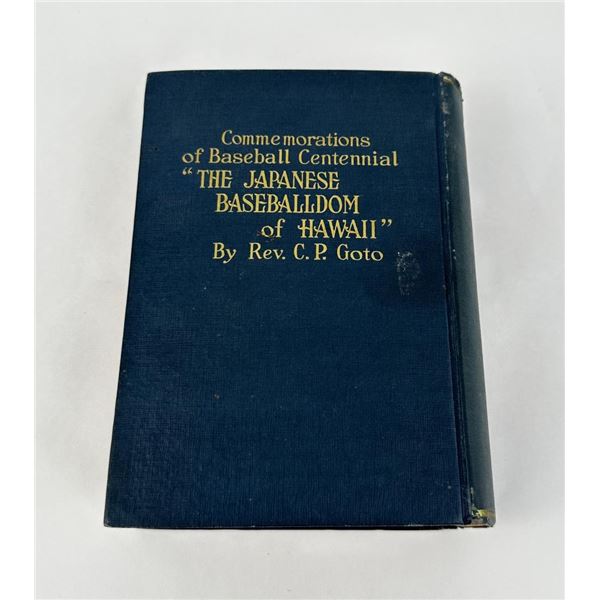 Commemorations
of Baseball Centennial
"THE JAPANESE
BASEBALLDOM
of HAWAII"
By Rev. C. P. Goto